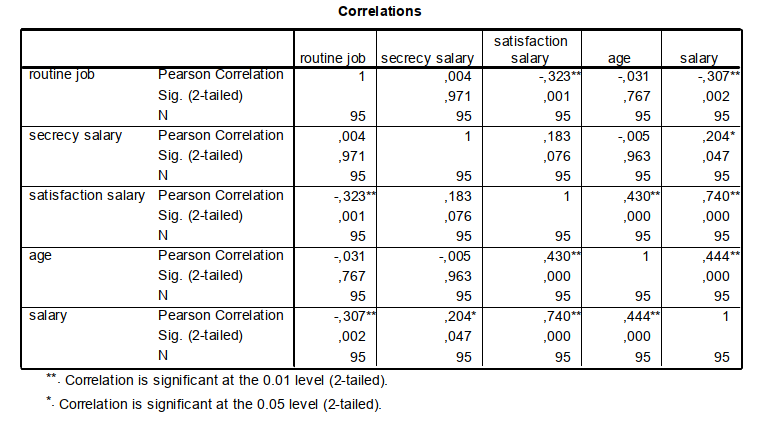 Correlations
routine job secrecy salary satisfaction salary age salary
routine job Pearson Correlation 1 ,004 -,323** -,031 -,307**
Sig. (2-tailed) ,971 ,001 ,767 ,002
N 95 95 95 95 95
secrecy salary Pearson Correlation ,004 1 ,183 -,005 ,204*
Sig. (2-tailed) ,971 ,076 ,963 ,047
N 95 95 95 95 95
satisfaction salary Pearson Correlation -,323** ,183 1 ,430** ,740**
Sig. (2-tailed) ,001 ,076 ,000 ,000
N 95 95 95 95 95
age Pearson Correlation -,031 -,005 ,430** 1 ,444**
Sig. (2-tailed) ,767 ,963 ,000 ,000
N 95 95 95 95 95
salary Pearson Correlation -,307** ,204* ,740** ,444** 1
Sig. (2-tailed) ,002 ,047 ,000 ,000
N 95 95 95 95 95
**. Correlation is significant at the 0.01 level (2-tailed).
*. Correlation is significant at the 0.05 level (2-tailed).